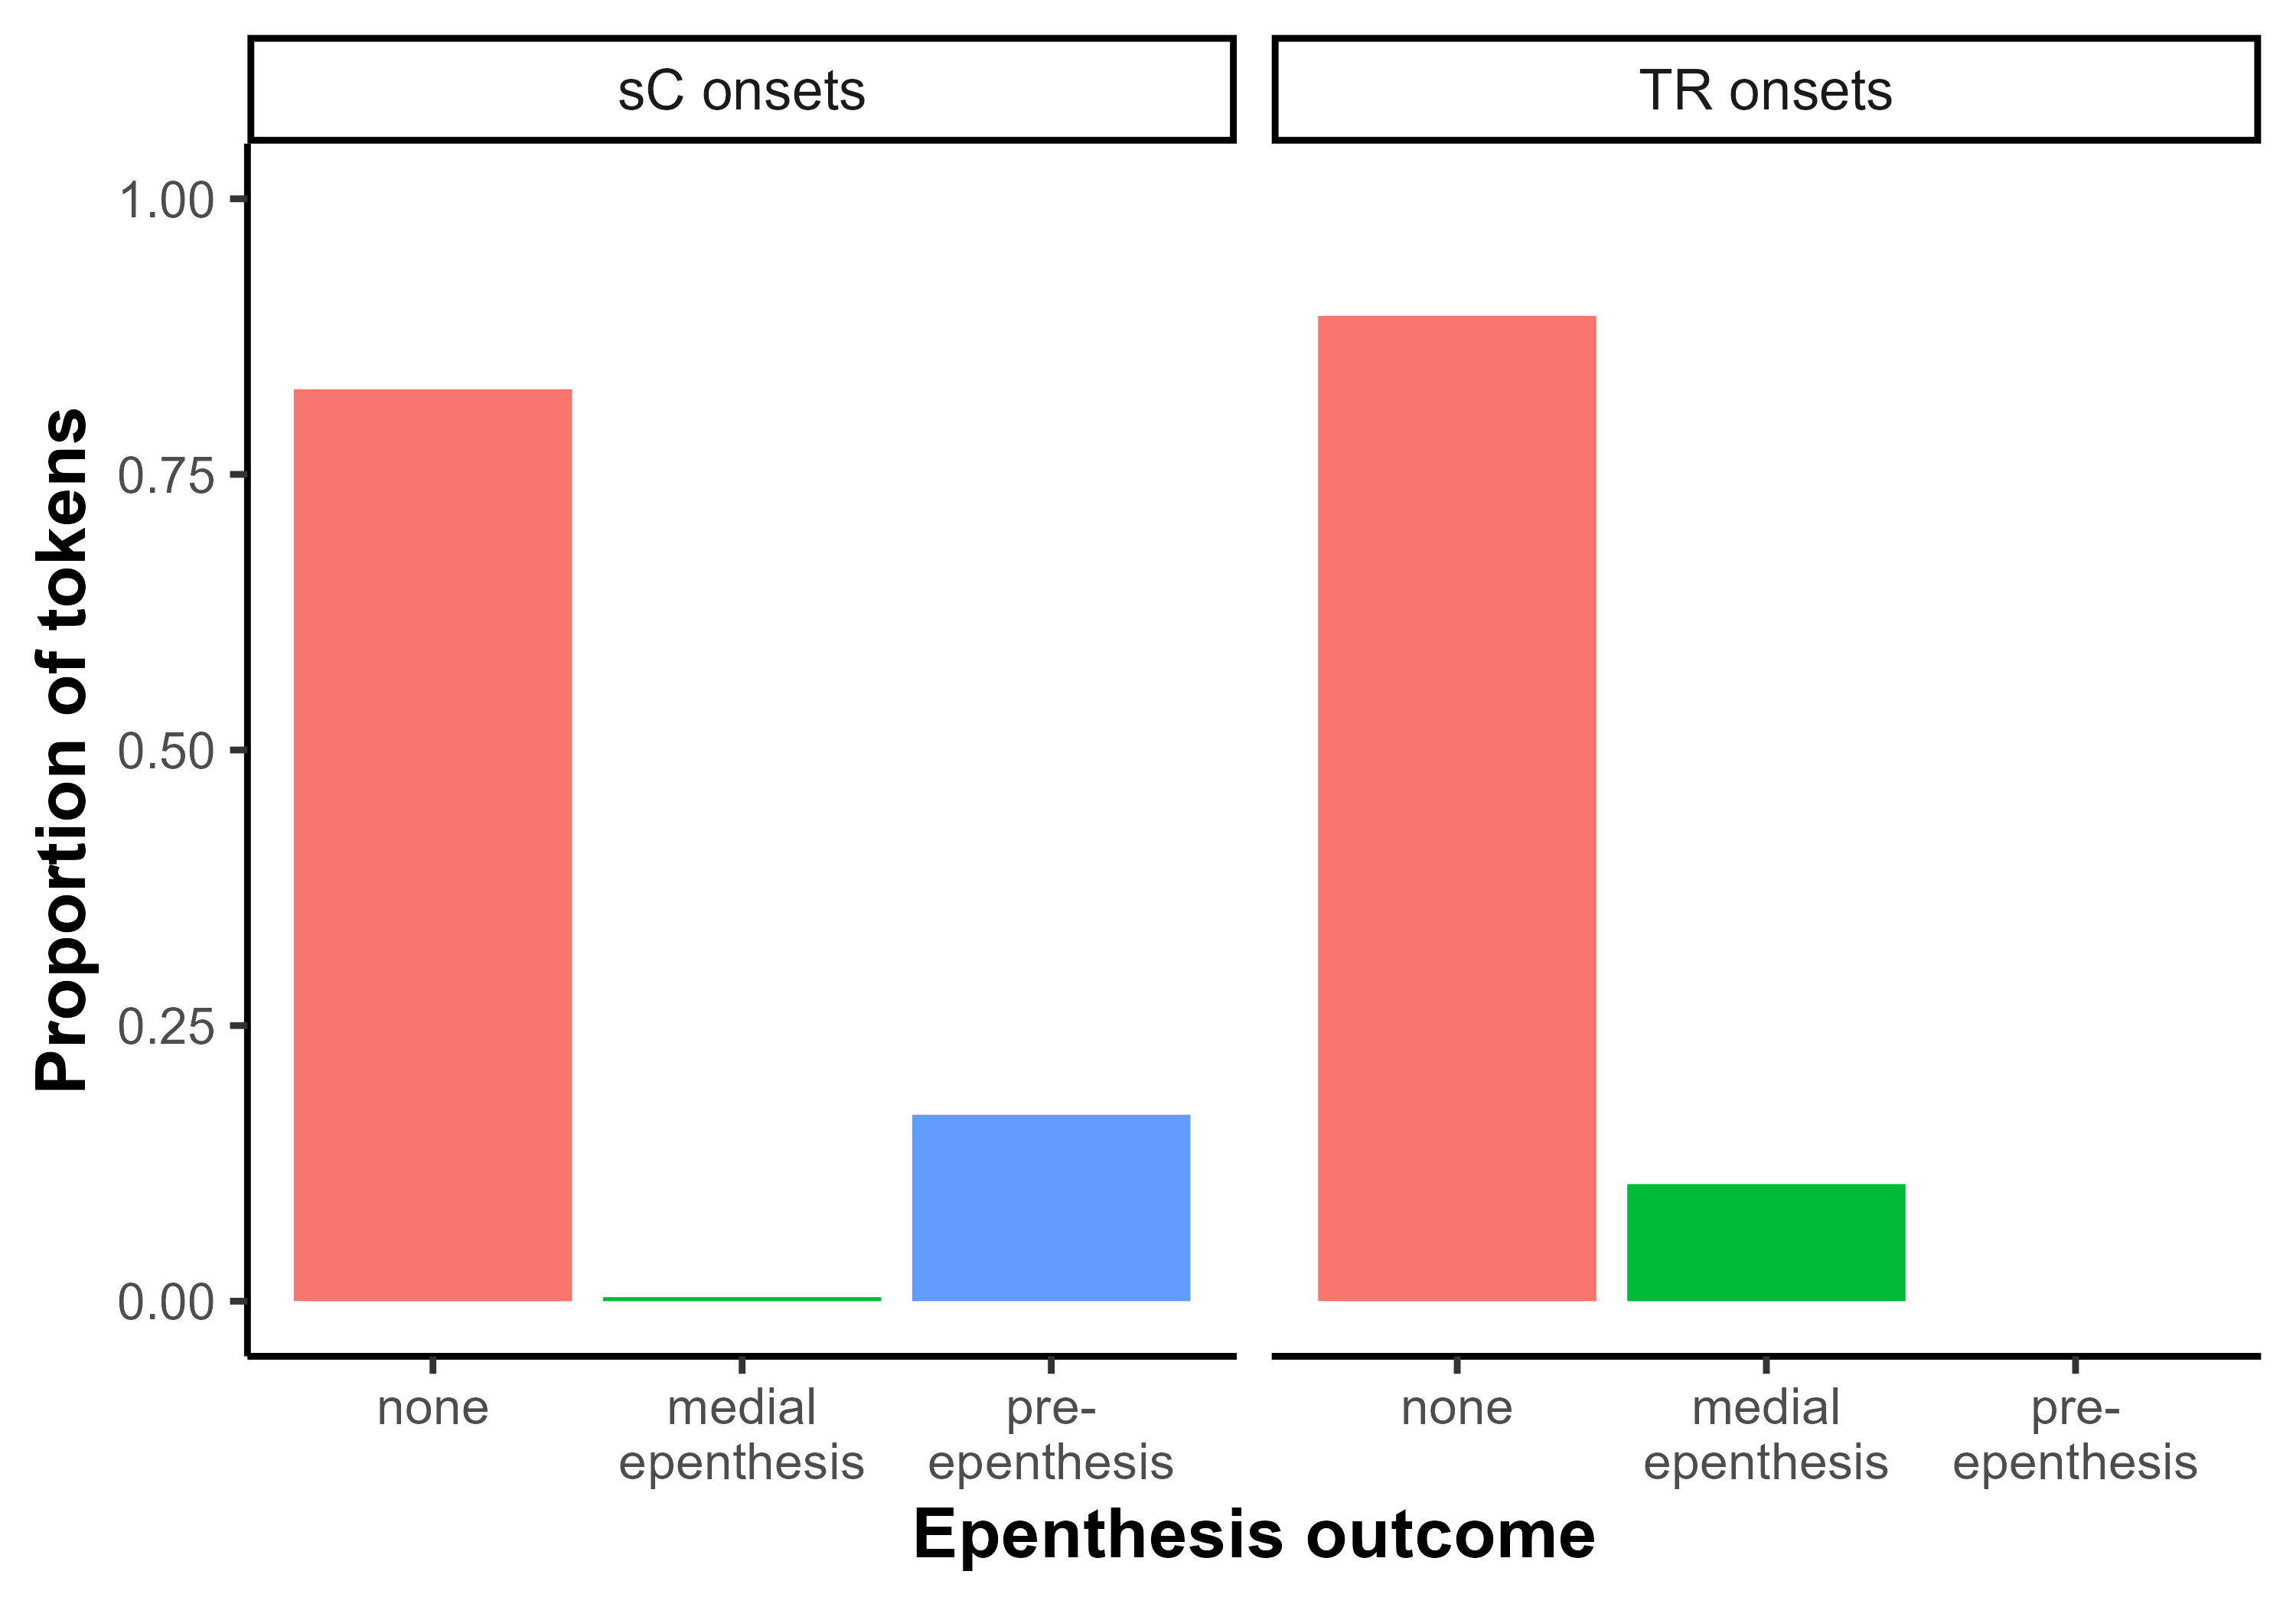 sC onsets
TR onsets
Proportion of tokens
1.00
0.75
0.50
0.25
0.00
none
medial
epenthesis
pre-
epenthesis
none
medial
epenthesis
pre-
epenthesis
Epenthesis outcome